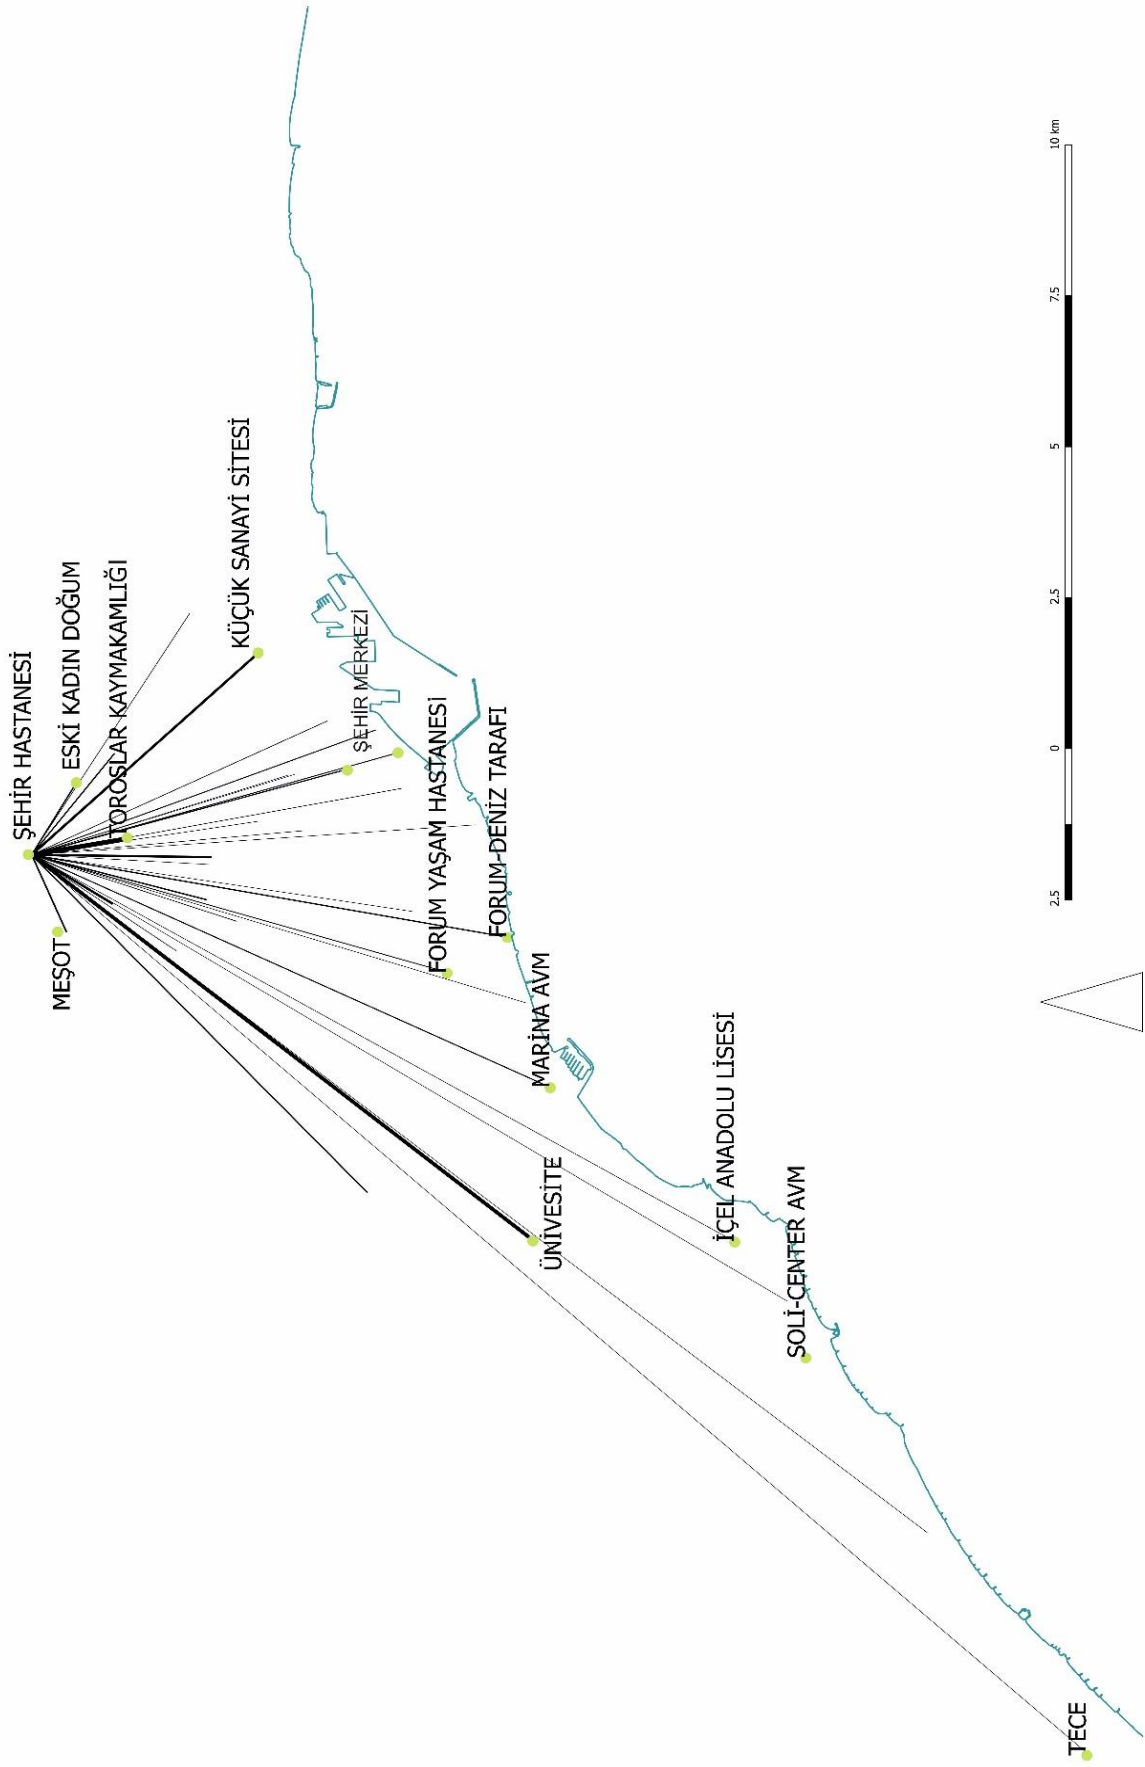 ŞEHİR HASTANESİ
ESKİ KADIN DOĞUM
TOROSLAR KAYMAKAMLIĞI
MEŞOT
KÜÇÜK SANAYİ SİTESİ
ŞEHİR MERKEZİ
FORUM YAŞAM HASTANESİ
FORUM-DENİZ TARAFI
MARİNA AVM
ÜNİVESİTE
İÇEL ANADOLU LİSESİ
SOLİ-CENTER AVM
TECE
2.5 0 2.5 5 7.5 10 km